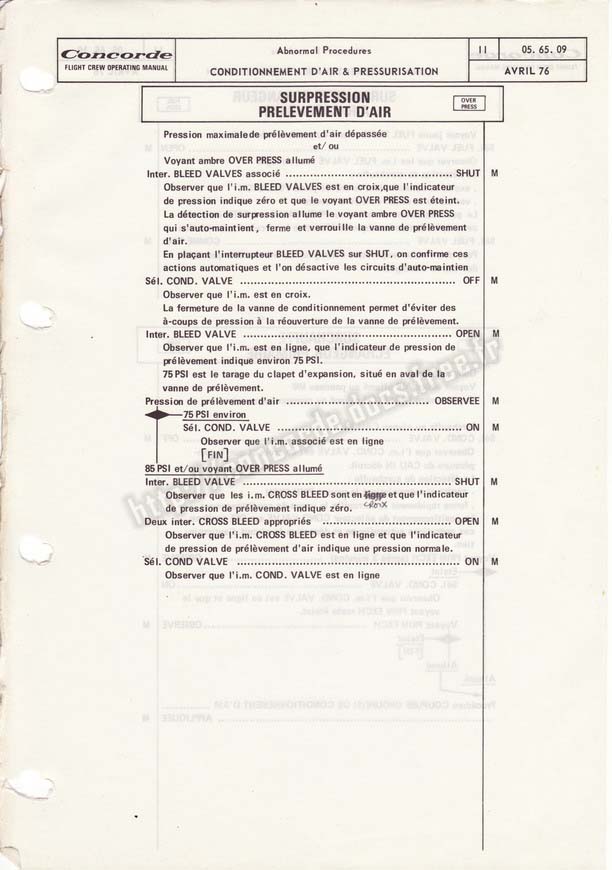 Concorde
FLIGHT CREW OPERATING MANUAL
Abnormal Procedures
CONDITIONNEMENT D'AIR & PRESSURISATION
11
05. 65. 09
AVRIL 76
SURPRESSION
PRELEVEMENT D'AIR
OVER
PRESS
Pression maximale de prélèvement d'air dépassée
et/ou
Voyant ambre OVER PRESS allumé
Inter. BLEED VALVES associé ........................ SHUT M
Observer que l'i.m. BLEED VALVES est en croix,que l'indicateur
de pression indique zéro et que le voyant OVER PRESS est éteint.
La détection de surpression allume le voyant ambre OVER PRESS
qui s'auto-maintient, ferme et verrouille la vanne de prélèvement
d'air.
En plaçant l'interrupteur BLEED VALVES sur SHUT, on confirme ces
actions automatiques et l'on désactive les circuits d'auto-maintien
Sél. COND. VALVE ........................ OFF M
Observer que l'i.m. est en croix.
La fermeture de la vanne de conditionnement permet d'éviter des
à-coups de pression à la réouverture de la vanne de prélèvement.
Inter. BLEED VALVE ........................ OPEN M
Observer que l'i.m. est en ligne, que l'indicateur de pression de
prélèvement indique environ 75 PSI.
75 PSI est le tarage du clapet d'expansion, situé en aval de la
vanne de prélèvement.
Pression de prélèvement d'air ........................ OBSERVEE M
75 PSI environ
Sél. COND. VALVE ........................ ON M
Observer que l'i.m. associé est en ligne
[FIN]
85 PSI et/ou voyant OVER PRESS allumé
Inter. BLEED VALVE ........................ SHUT M
Observer que les i.m. CROSS BLEED sont en ligne et que l'indicateur
CROIX
de pression de prélèvement indique zéro.
Deux inter. CROSS BLEED appropriés ........................ OPEN M
Observer que l'i.m. CROSS BLEED est en ligne et que l'indicateur
de pression de prélèvement d'air indique une pression normale.
Sél. COND VALVE ........................ ON M
Observer que l'i.m. COND. VALVE est en ligne